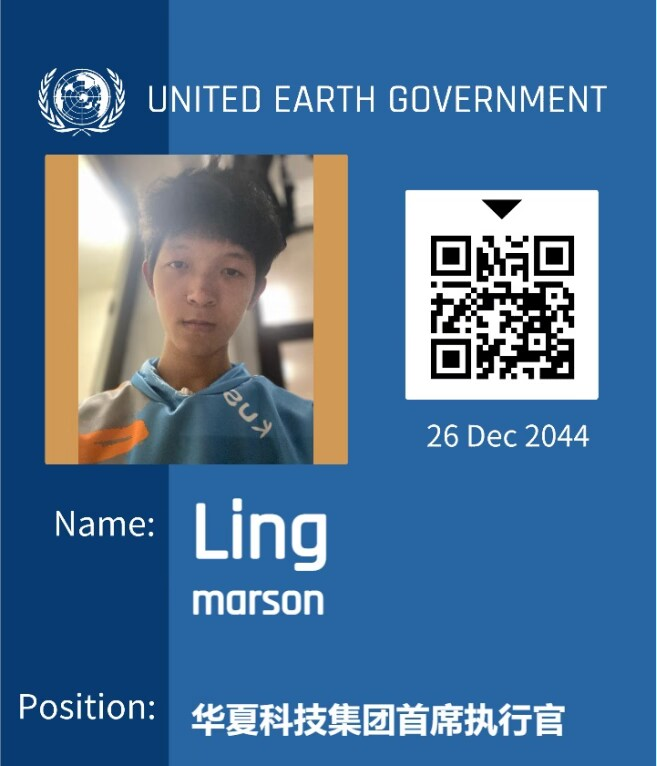 UNITED EARTH GOVERNMENT
26 Dec 2044
Name:
Ling
marson
Position:
华夏科技集团首席执行官